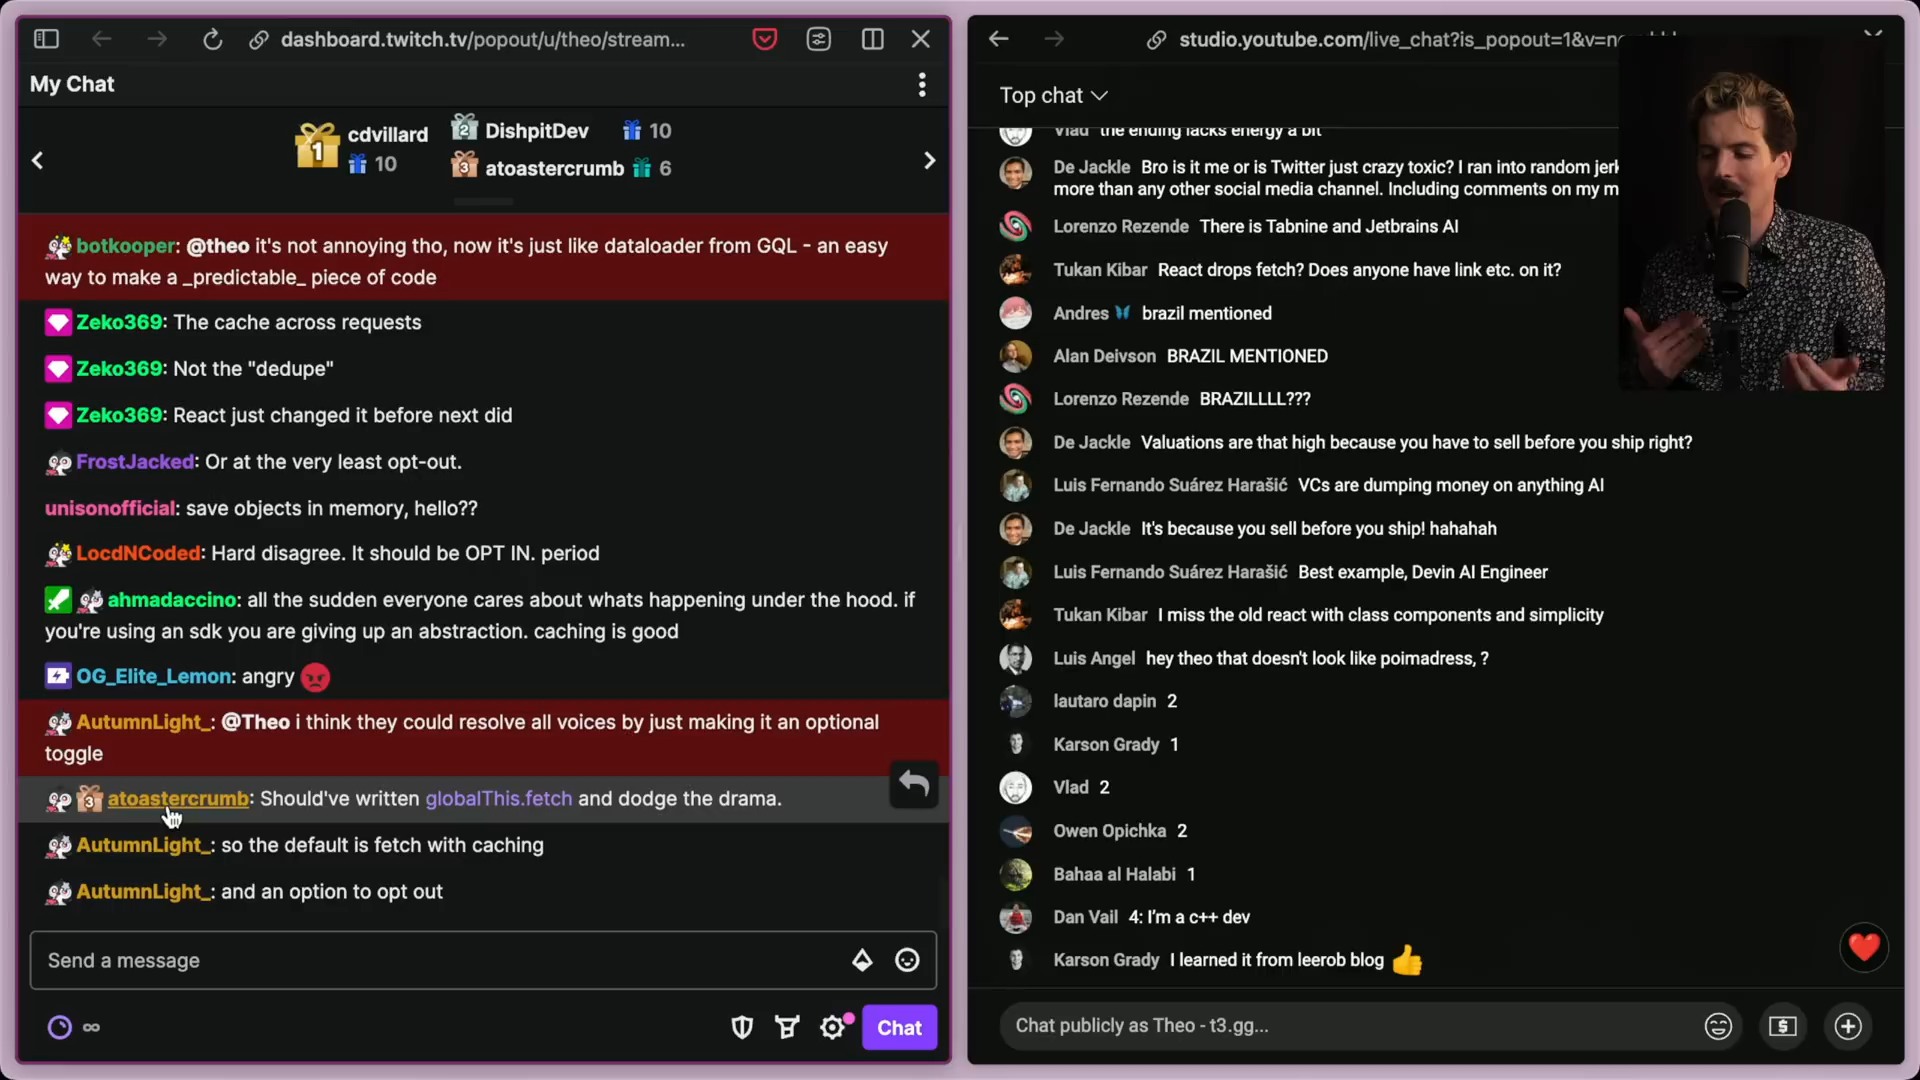 dashboard.twitch.tv/popout/u/theo/stream...
My Chat
1 cdvillard 10
2 DishpitDev 10
3 atoastercrumb 6
botkooper: @theo it's not annoying tho, now it's just like dataloader from GQL - an easy
way to make a _predictable_ piece of code
Zeko369: The cache across requests
Zeko369: Not the "dedupe"
Zeko369: React just changed it before next did
FrostJacked: Or at the very least opt-out.
unisonofficial: save objects in memory, hello??
LocdNCoded: Hard disagree. It should be OPT IN. period
ahmadaccino: all the sudden everyone cares about whats happening under the hood. if
you're using an sdk you are giving up an abstraction. caching is good
OG_Elite_Lemon: angry 😡
AutumnLight_: @Theo i think they could resolve all voices by just making it an optional
toggle
3 atoastercrumb: Should've written globalThis.fetch and dodge the drama.
AutumnLight_: so the default is fetch with caching
AutumnLight_: and an option to opt out
Send a message
Chat
studio.youtube.com/live_chat?is_popout=1&v=n
Top chat
Vlad the ending lacks energy a bit
De Jackle Bro is it me or is Twitter just crazy toxic? I ran into random jerk
more than any other social media channel. Including comments on my m
Lorenzo Rezende There is Tabnine and Jetbrains AI
Tukan Kibar React drops fetch? Does anyone have link etc. on it?
Andres 🦋 brazil mentioned
Alan Deivson BRAZIL MENTIONED
Lorenzo Rezende BRAZILLLL???
De Jackle Valuations are that high because you have to sell before you ship right?
Luis Fernando Suárez Harašić VCs are dumping money on anything AI
De Jackle It's because you sell before you ship! hahahah
Luis Fernando Suárez Harašić Best example, Devin AI Engineer
Tukan Kibar I miss the old react with class components and simplicity
Luis Angel hey theo that doesn't look like poimadress, ?
lautaro dapin 2
Karson Grady 1
Vlad 2
Owen Opichka 2
Bahaa al Halabi 1
Dan Vail 4: I'm a c++ dev
Karson Grady I learned it from leerob blog 👍
Chat publicly as Theo - t3.gg...